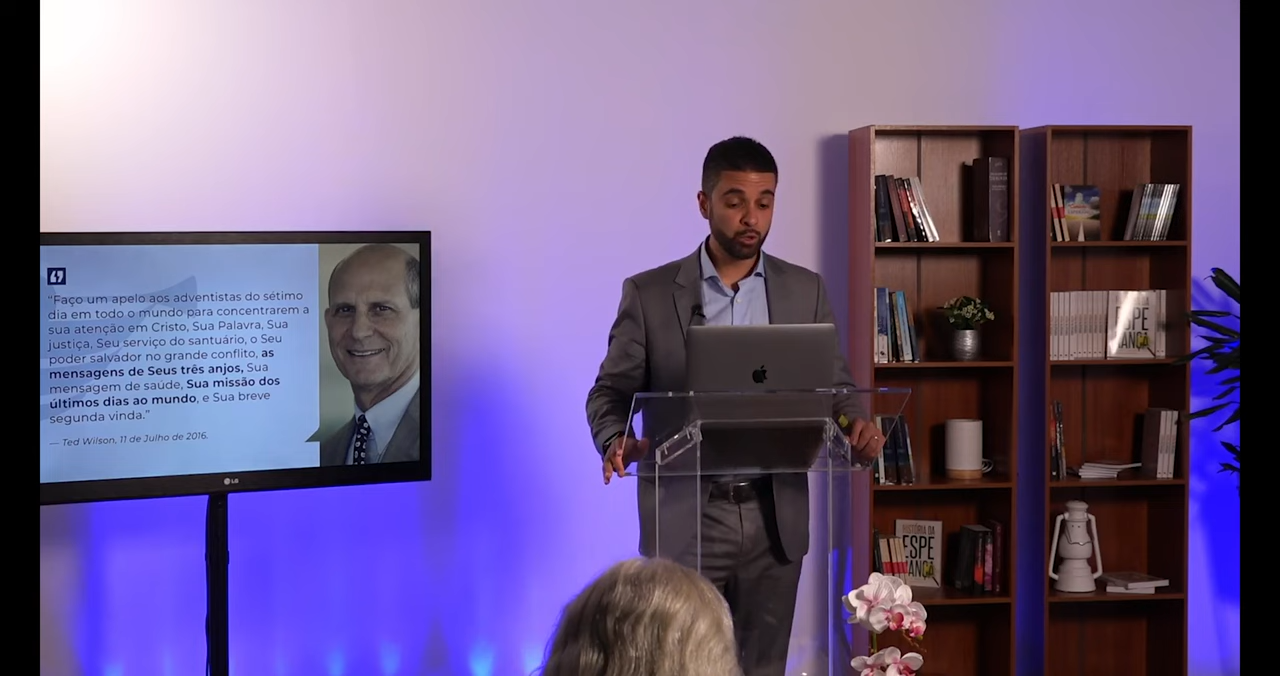 “Faço um apelo aos adventistas do sétimo
dia em todo o mundo para concentrarem a
sua atenção em Cristo, Sua Palavra, Sua
justiça, Seu serviço do santuário, o Seu
poder salvador no grande conflito, as
mensagens de Seus três anjos, Sua
mensagem de saúde, Sua missão dos
últimos dias ao mundo, e Sua breve
segunda vinda.”
— Ted Wilson, 11 de Julho de 2016.
LG
ESPE
ANÇA
HISTÓRIA DA
ESPE
RANÇA